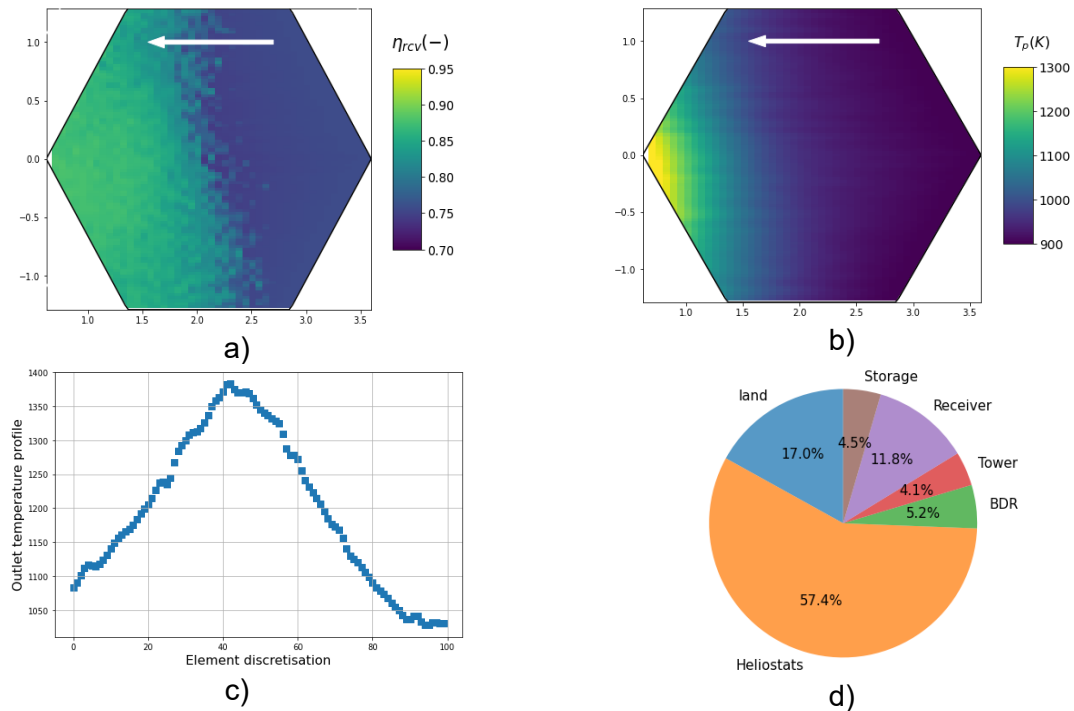 η_rcv(−)
1.0
0.5
0.0
−0.5
−1.0
1.0 1.5 2.0 2.5 3.0 3.5
0.95
0.90
0.85
0.80
0.75
0.70
a)
T_p(K)
1.0
0.5
0.0
−0.5
−1.0
1.0 1.5 2.0 2.5 3.0 3.5
1300
1200
1100
1000
900
b)
Outlet temperature profile
1400
1350
1300
1250
1200
1150
1100
1050
0 20 40 60 80 100
Element discretisation
c)
Storage
land
Receiver
4.5%
17.0%
11.8%
Tower
4.1%
BDR
5.2%
57.4%
Heliostats
d)